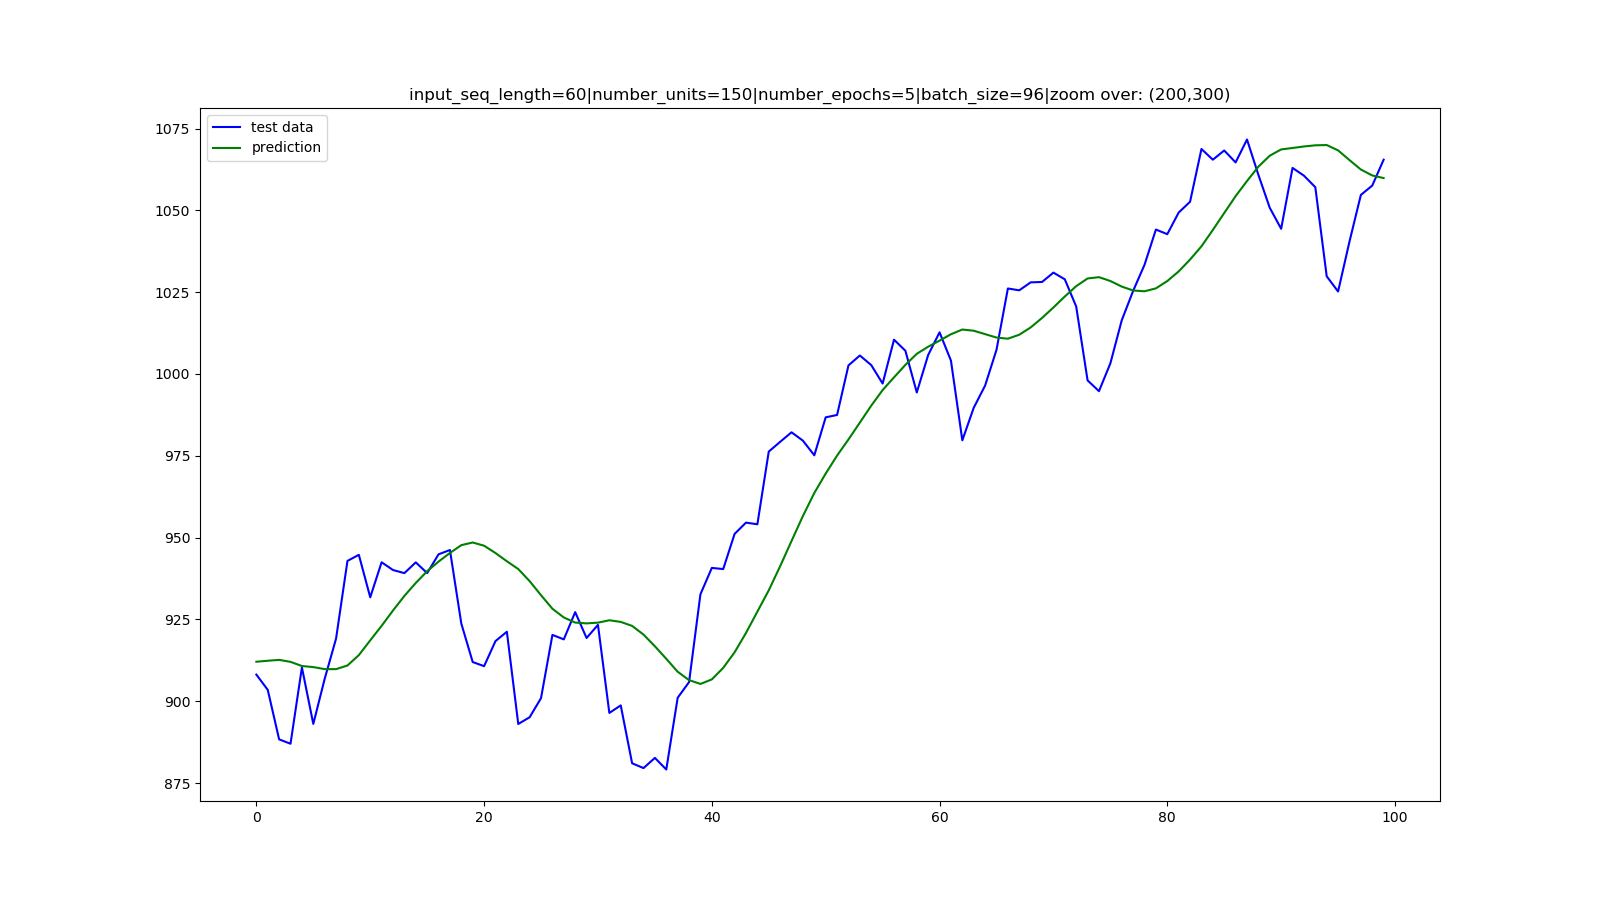 input_seq_length=60|number_units=150|number_epochs=5|batch_size=96|zoom over: (200,300)
test data
prediction
1075
1050
1025
1000
975
950
925
900
875
0 20 40 60 80 100